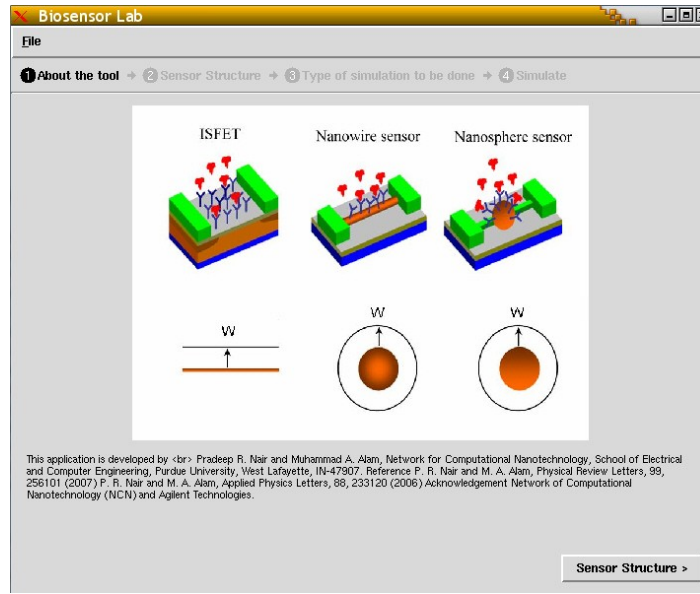 Biosensor Lab
File
1 About the tool → 2 Sensor Structure → 3 Type of simulation to be done → 4 Simulate
ISFET Nanowire sensor Nanosphere sensor
W W W
This application is developed by <br> Pradeep R. Nair and Muhammad A. Alam, Network for Computational Nanotechnology, School of Electrical
and Computer Engineering, Purdue University, West Lafayette, IN-47907. Reference P. R. Nair and M. A. Alam, Physical Review Letters, 99,
256101 (2007) P. R. Nair and M. A. Alam, Applied Physics Letters, 88, 233120 (2006) Acknowledgement Network of Computational
Nanotechnology (NCN) and Agilent Technologies.
Sensor Structure >